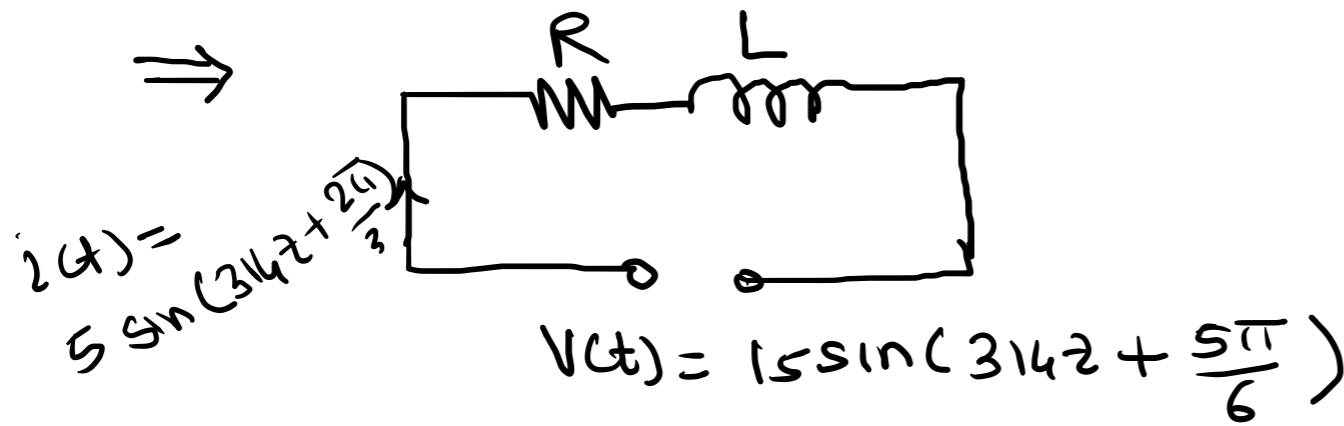 ⇒
R L
i(t) =
5 sin(314t + 2π/3)
V(t) = 15 sin(314t + 5π/6)